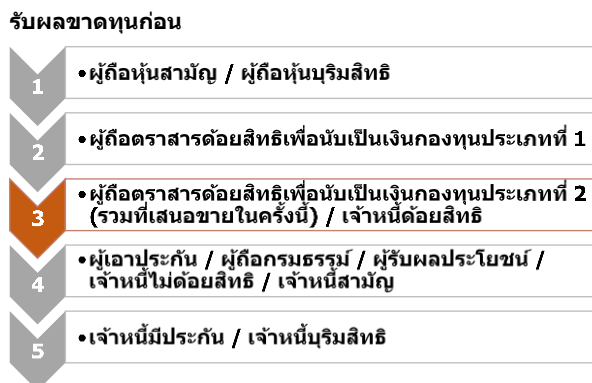 รับผลขาดทุนก่อน
1
•ผู้ถือหุ้นสามัญ / ผู้ถือหุ้นบุริมสิทธิ
2
•ผู้ถือตราสารด้อยสิทธิเพื่อนับเป็นเงินกองทุนประเภทที่ 1
3
•ผู้ถือตราสารด้อยสิทธิเพื่อนับเป็นเงินกองทุนประเภทที่ 2
(รวมที่เสนอขายในครั้งนี้) / เจ้าหนี้ด้อยสิทธิ
4
•ผู้เอาประกัน / ผู้ถือกรมธรรม์ / ผู้รับผลประโยชน์ /
เจ้าหนี้ไม่ด้อยสิทธิ / เจ้าหนี้สามัญ
5
•เจ้าหนี้มีประกัน / เจ้าหนี้บุริมสิทธิ